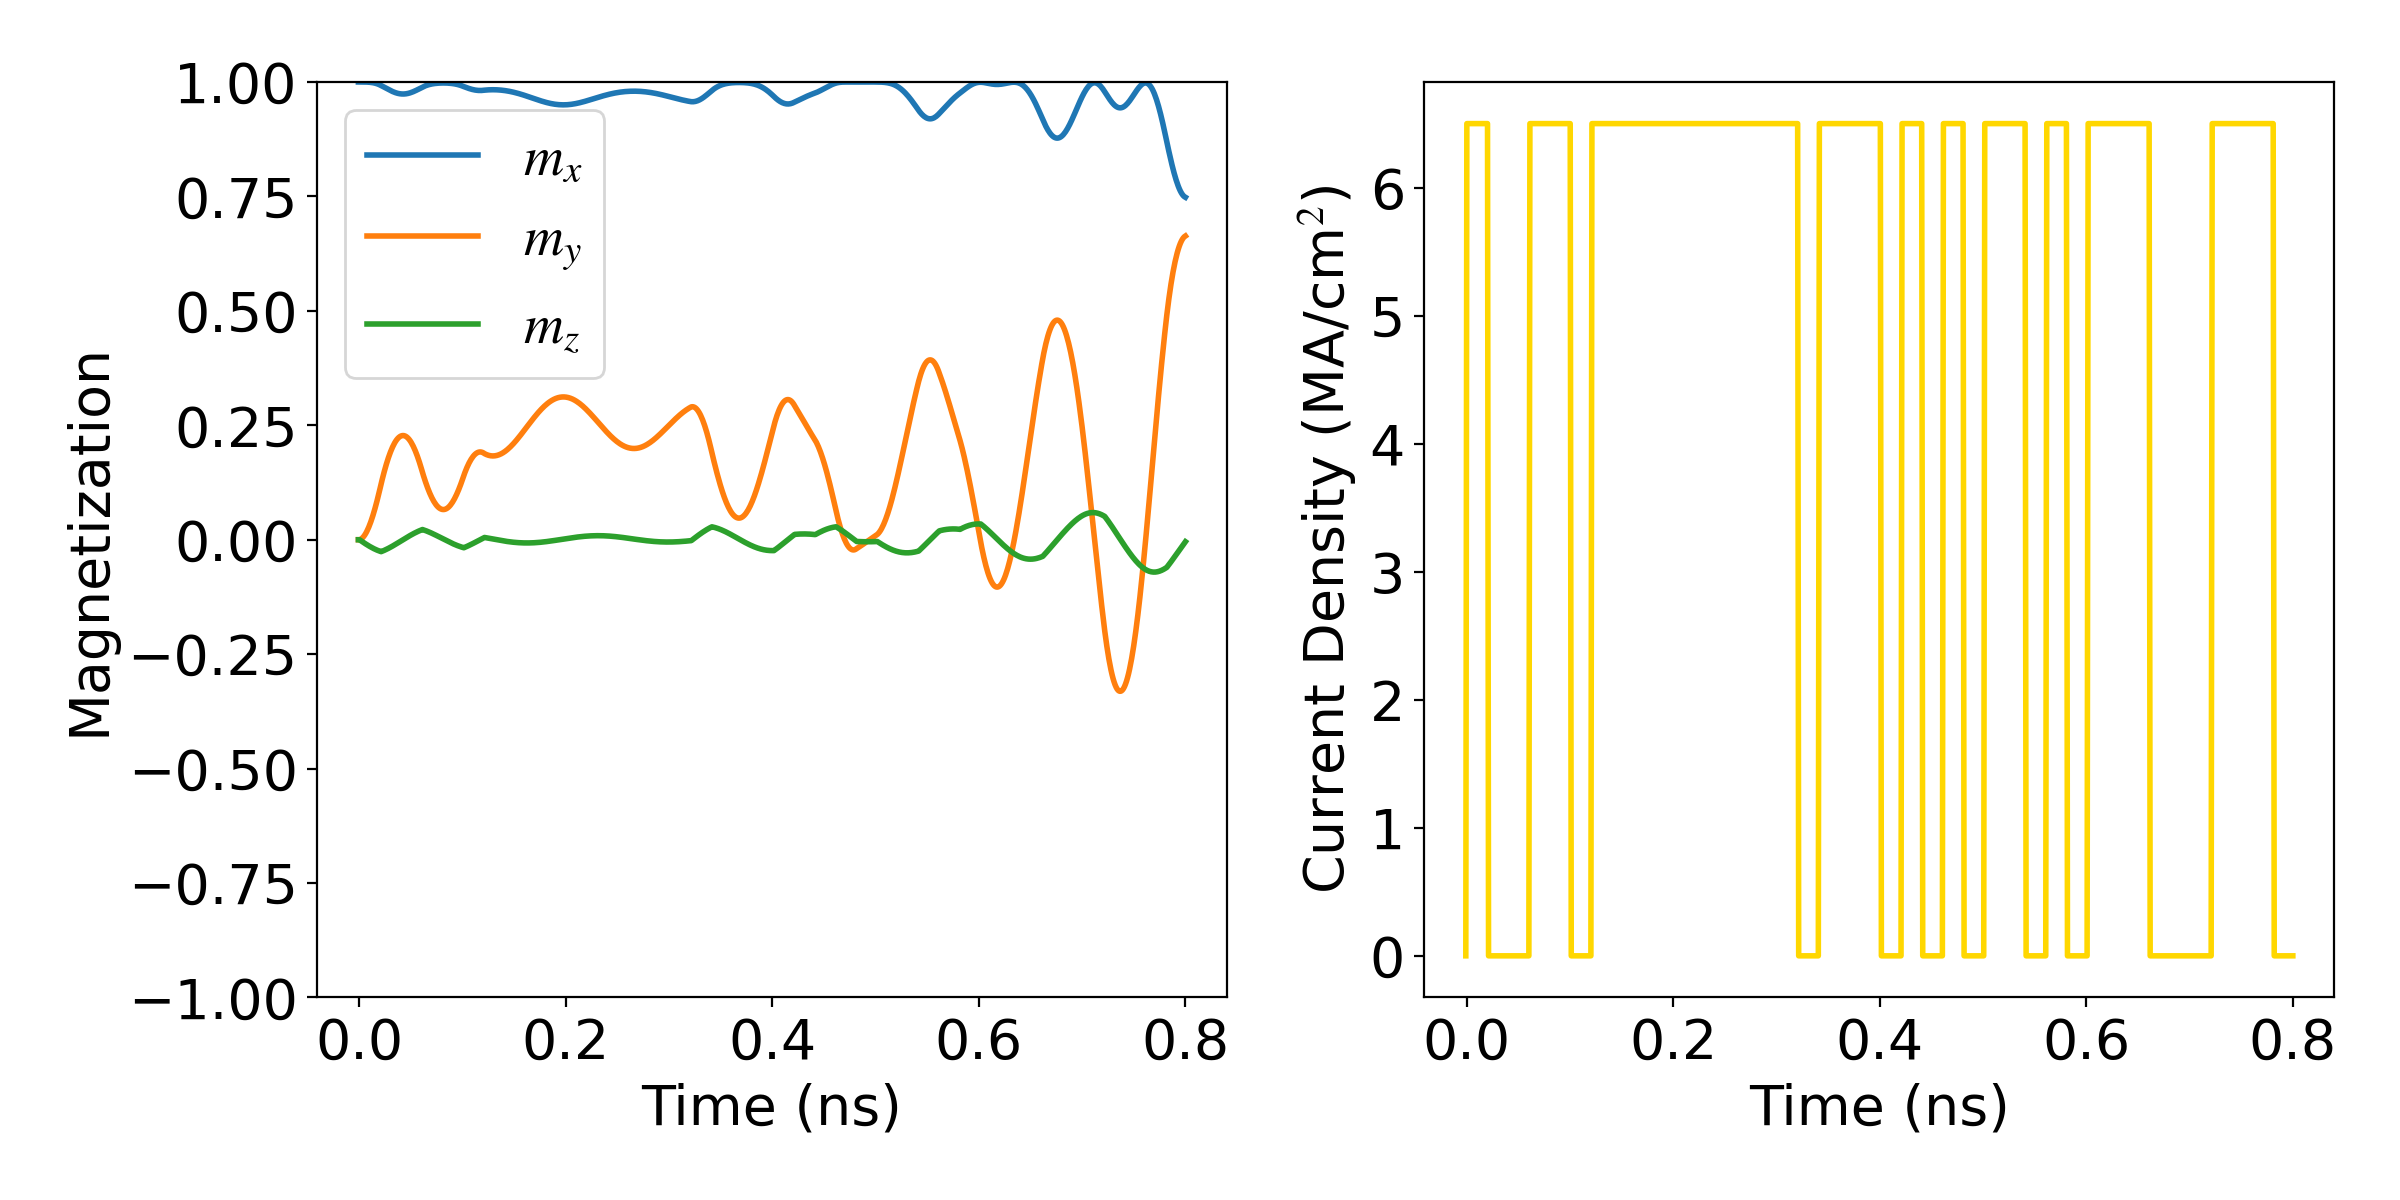 1.00
0.75
0.50
0.25
0.00
−0.25
−0.50
−0.75
−1.00
Magnetization
m_x
m_y
m_z
0.0 0.2 0.4 0.6 0.8
Time (ns)
6
5
4
3
2
1
0
Current Density (MA/cm²)
0.0 0.2 0.4 0.6 0.8
Time (ns)